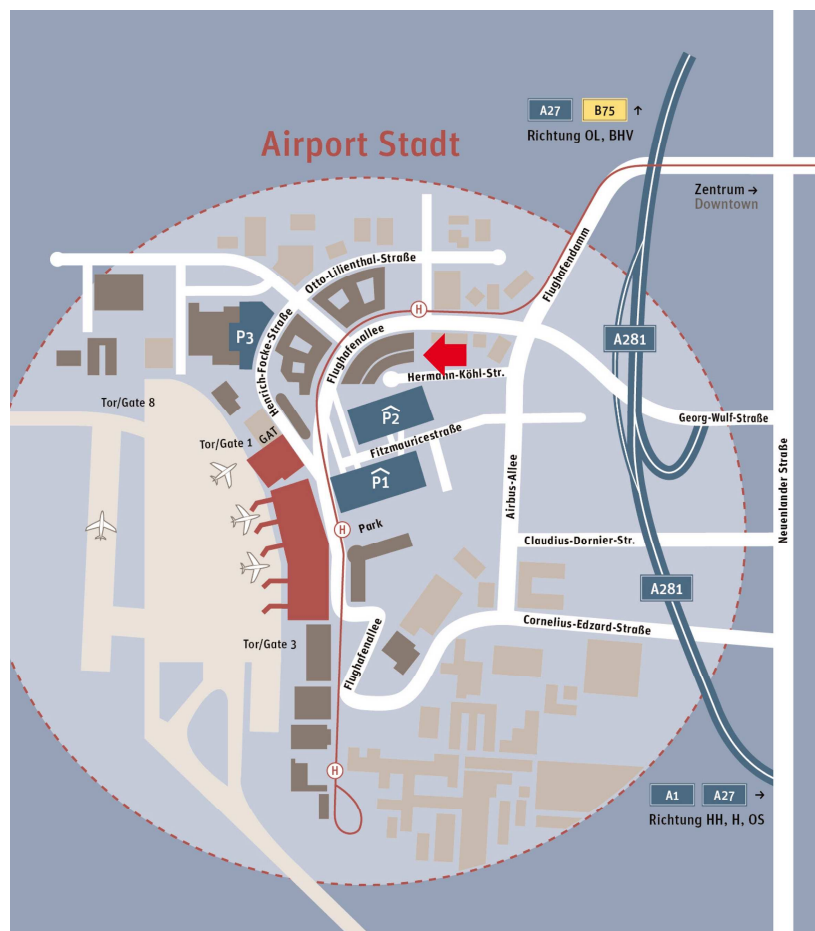 A27 B75 ↑
Richtung OL, BHV
Airport Stadt
Zentrum →
Downtown
Otto-Lilienthal-Straße
Flughafendamm
H
P3
Henrich-Focke-Straße
Flughafenallee
A281
Hermann-Köhl-Str.
Tor/Gate 8
P2
Georg-Wulf-Straße
Tor/Gate 1
GAT
Fitzmauricestraße
P1
Airbus-Allee
Neuenlander Straße
H
Park
Claudius-Dornier-Str.
A281
Cornelius-Edzard-Straße
Tor/Gate 3
Flughafenallee
H
A1 A27 →
Richtung HH, H, OS